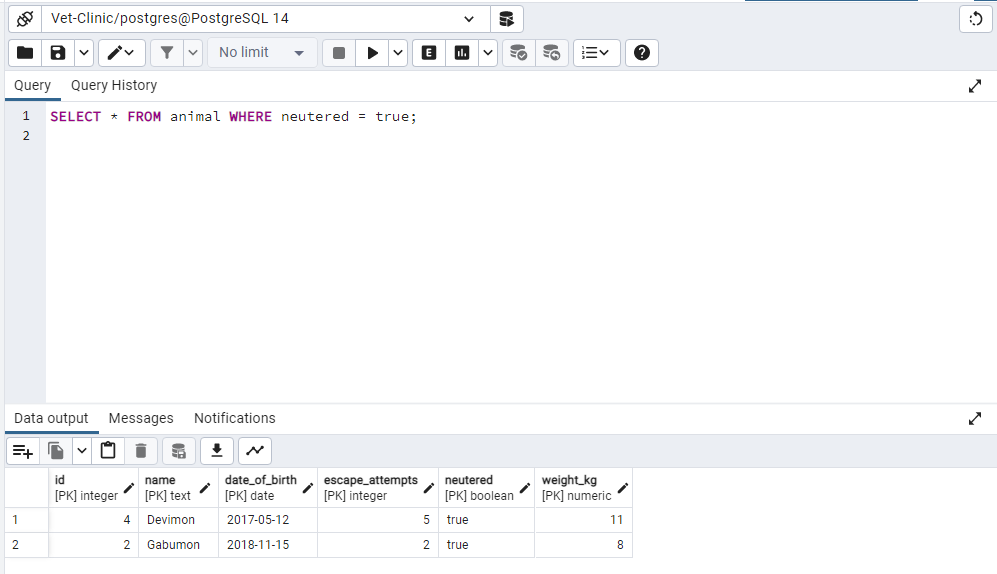 Vet-Clinic/postgres@PostgreSQL 14
No limit
E
?
Query Query History
1 SELECT * FROM animal WHERE neutered = true;
2
Data output Messages Notifications
id name date_of_birth escape_attempts neutered weight_kg
[PK] integer [PK] text [PK] date [PK] integer [PK] boolean [PK] numeric
1 4 Devimon 2017-05-12 5 true 11
2 2 Gabumon 2018-11-15 2 true 8